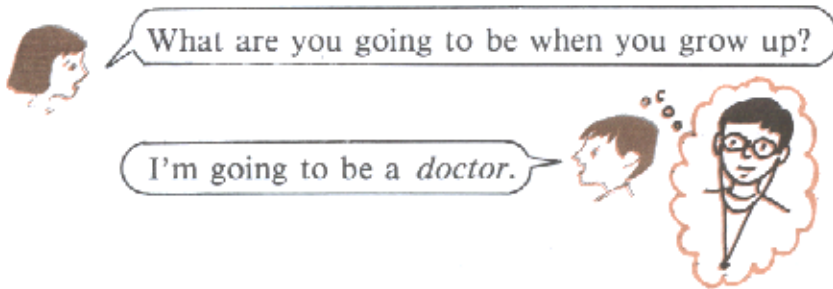 What are you going to be when you grow up?
I'm going to be a doctor.